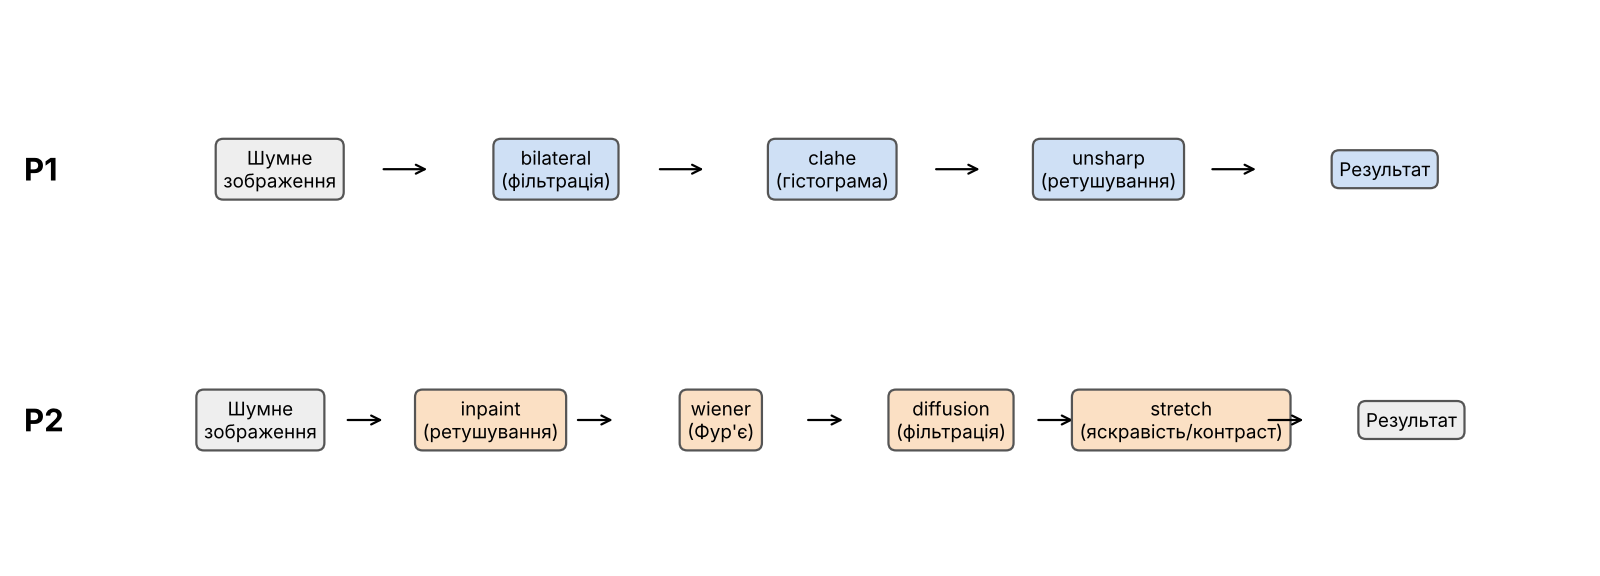 P1
Шумне
зображення
bilateral
(фільтрація)
clahe
(гістограма)
unsharp
(ретушування)
Результат
P2
Шумне
зображення
inpaint
(ретушування)
wiener
(Фур'є)
diffusion
(фільтрація)
stretch
(яскравість/контраст)
Результат